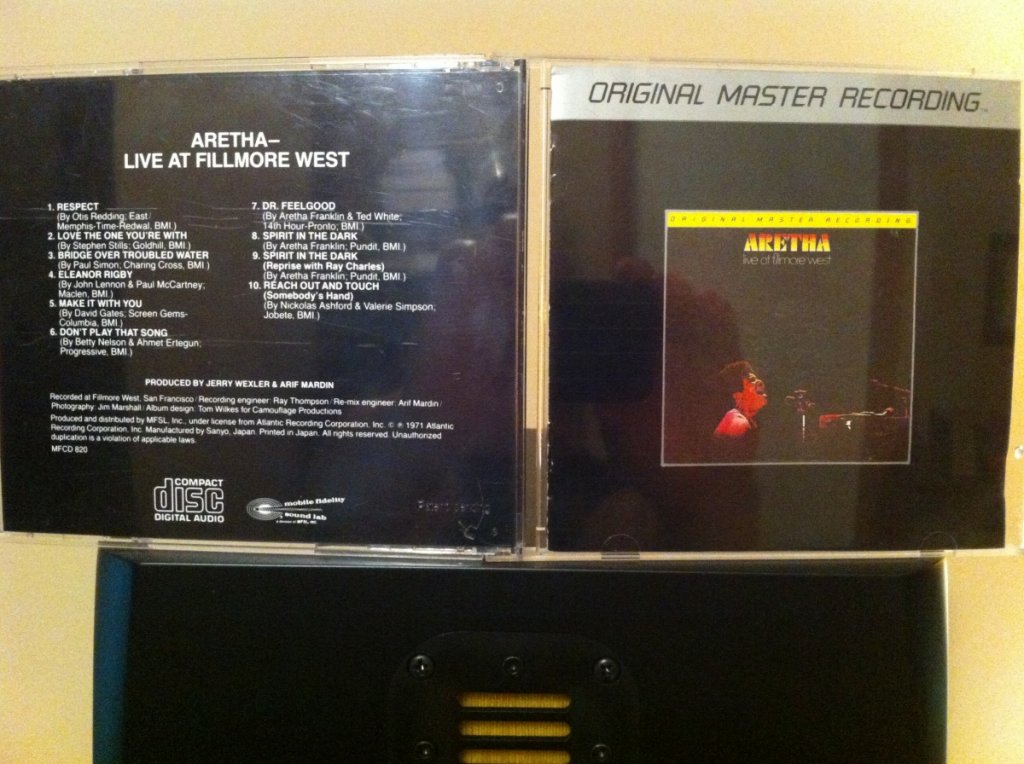 ARETHA–
LIVE AT FILLMORE WEST
1. RESPECT
(By Otis Redding; East/
Memphis-Time-Redwal, BMI.)
2. LOVE THE ONE YOU'RE WITH
(By Stephen Stills; Goldhill, BMI.)
3. BRIDGE OVER TROUBLED WATER
(By Paul Simon; Charing Cross, BMI.)
4. ELEANOR RIGBY
(By John Lennon & Paul McCartney;
Maclen, BMI.)
5. MAKE IT WITH YOU
(By David Gates; Screen Gems-
Columbia, BMI.)
6. DON'T PLAY THAT SONG
(By Betty Nelson & Ahmet Ertegun;
Progressive, BMI.)
7. DR. FEELGOOD
(By Aretha Franklin & Ted White;
14th Hour-Pronto; BMI.)
8. SPIRIT IN THE DARK
(By Aretha Franklin; Pundit, BMI.)
9. SPIRIT IN THE DARK
(Reprise with Ray Charles)
(By Aretha Franklin; Pundit, BMI.)
10. REACH OUT AND TOUCH
(Somebody's Hand)
(By Nickolas Ashford & Valerie Simpson;
Jobete, BMI.)
PRODUCED BY JERRY WEXLER & ARIF MARDIN
Recorded at Fillmore West, San Francisco/Recording engineer: Ray Thompson/Re-mix engineer: Arif Mardin/
Photography: Jim Marshall/Album design: Tom Wilkes for Camouflage Productions
Produced and distributed by MFSL, Inc., under license from Atlantic Recording Corporation, Inc. © ℗ 1971 Atlantic
Recording Corporation, Inc. Manufactured by Sanyo, Japan. Printed in Japan. All rights reserved. Unauthorized
duplication is a violation of applicable laws.
MFCD 820
COMPACT
disc
DIGITAL AUDIO
mobile fidelity
sound lab
a division of MFSL, Inc.
Patent pending
ORIGINAL MASTER RECORDING™
ORIGINAL MASTER RECORDING
ARETHA
live at fillmore west